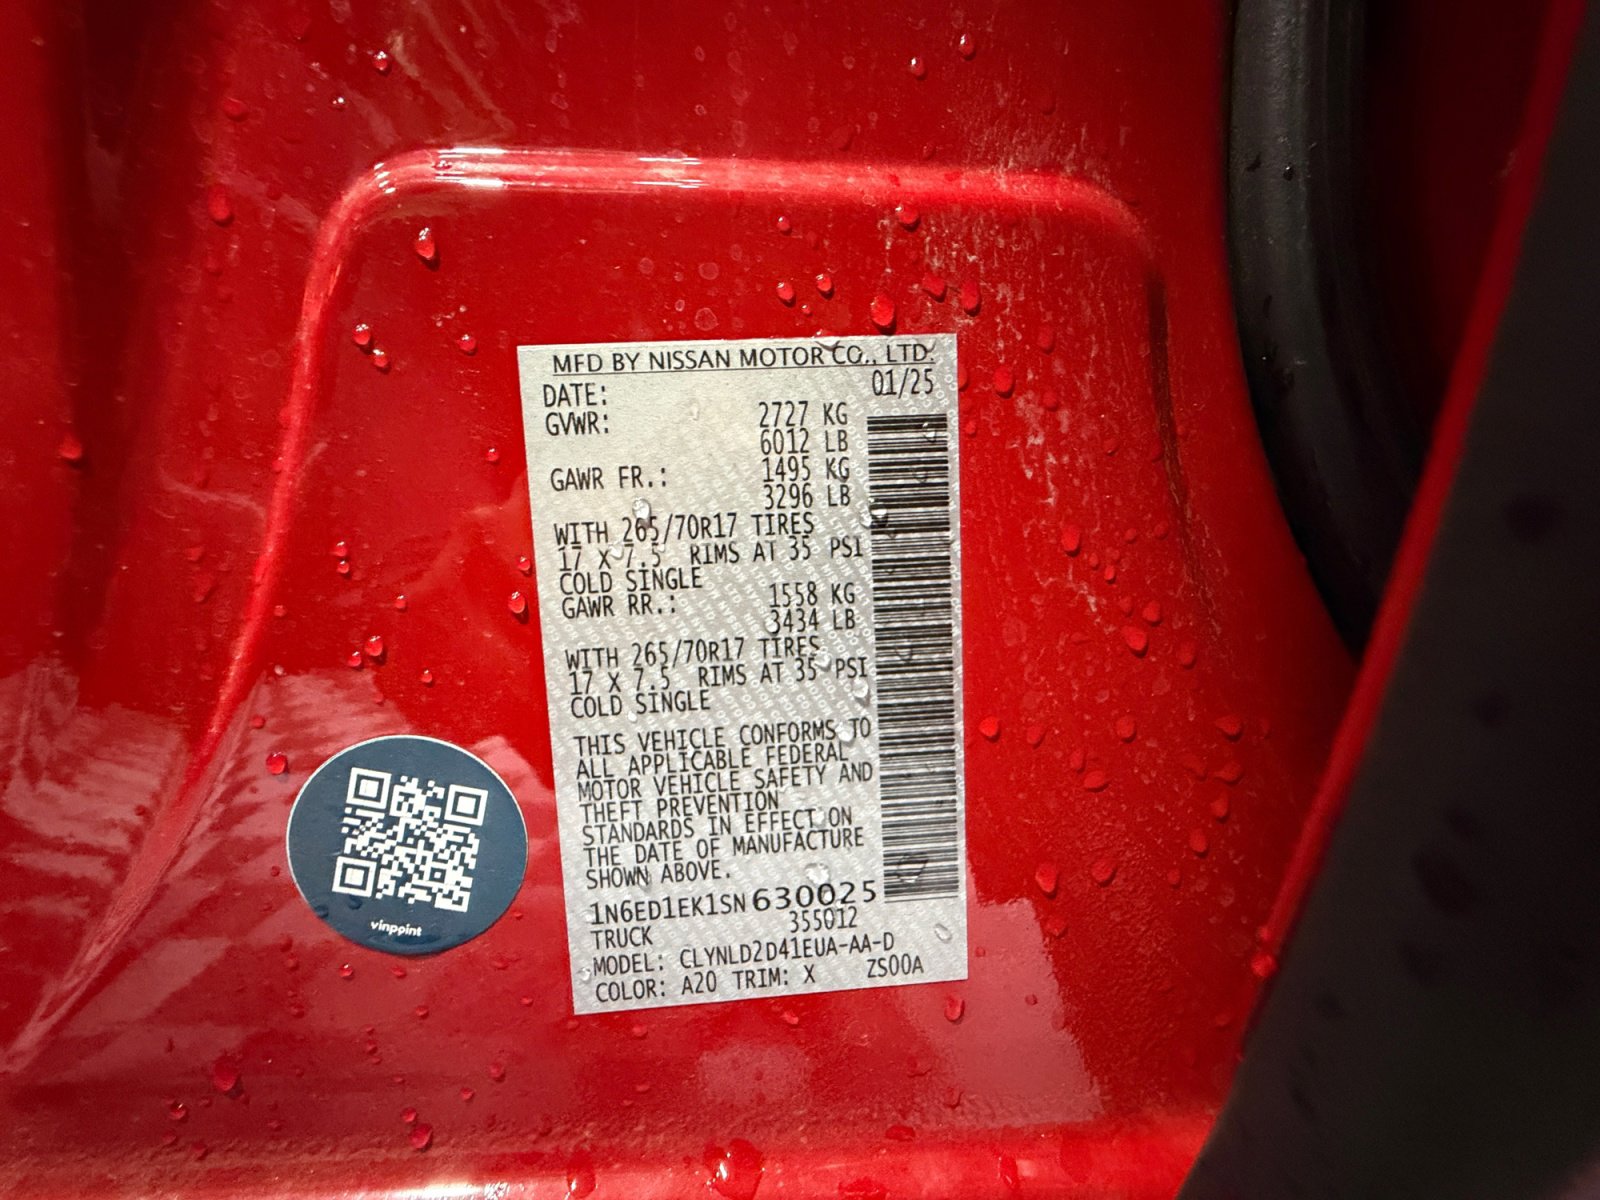 MFD BY NISSAN MOTOR CO., LTD.
DATE: 01/25
GVWR: 2727 KG
6012 LB
GAWR FR.: 1495 KG
3296 LB
WITH 265/70R17 TIRES
17 X 7.5 RIMS AT 35 PSI
COLD SINGLE
GAWR RR.: 1558 KG
3434 LB
WITH 265/70R17 TIRES
17 X 7.5 RIMS AT 35 PSI
COLD SINGLE
THIS VEHICLE CONFORMS TO
ALL APPLICABLE FEDERAL
MOTOR VEHICLE SAFETY AND
THEFT PREVENTION
STANDARDS IN EFFECT ON
THE DATE OF MANUFACTURE
SHOWN ABOVE.
1N6ED1EK1SN630025
TRUCK 355012
MODEL: CLYNLD2D41EUA-AA-D
COLOR: A20 TRIM: X ZS00A
vinpoint